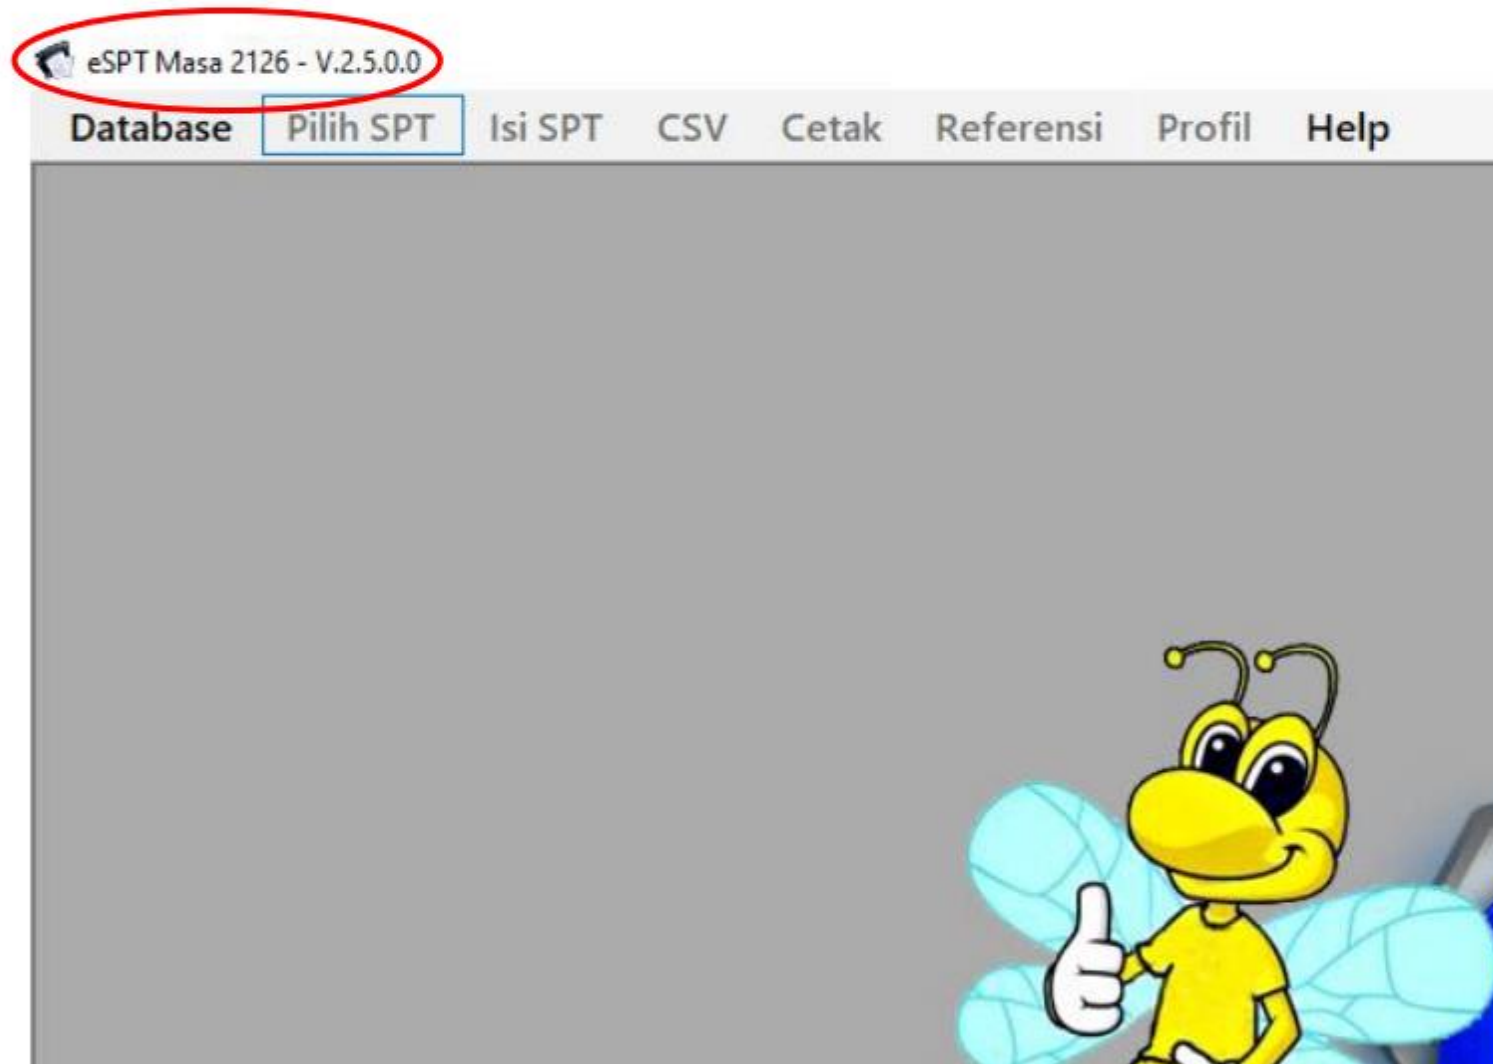 eSPT Masa 2126 - V.2.5.0.0
Database Pilih SPT Isi SPT CSV Cetak Referensi Profil Help